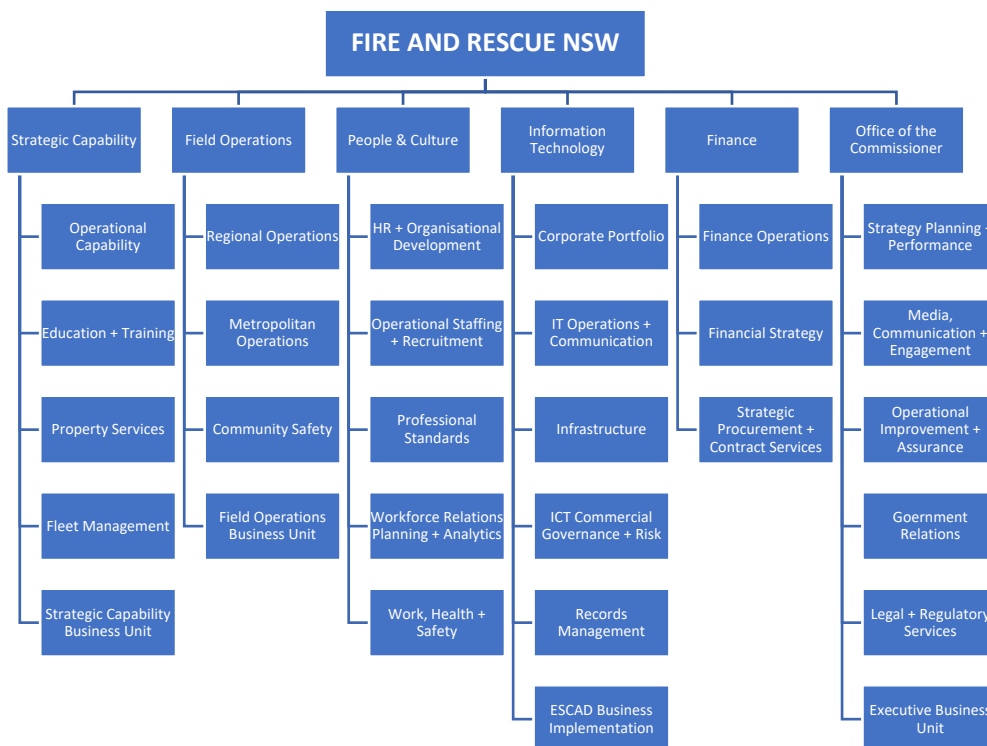 FIRE AND RESCUE NSW
Strategic Capability
Operational
Capability
Education + Training
Property Services
Fleet Management
Strategic Capability
Business Unit
Field Operations
Regional Operations
Metropolitan
Operations
Community Safety
Field Operations
Business Unit
People & Culture
HR + Organisational
Development
Operational Staffing
+ Recruitment
Professional
Standards
Workforce Relations
Planning + Analytics
Work, Health +
Safety
Information
Technology
Corporate Portfolio
IT Operations +
Communication
Infrastructure
ICT Commercial
Governance + Risk
Records
Management
ESCAD Business
Implementation
Finance
Finance Operations
Financial Strategy
Strategic
Procurement +
Contract Services
Office of the
Commissioner
Strategy Planning +
Performance
Media,
Communication +
Engagement
Operational
Improvement +
Assurance
Goernment
Relations
Legal + Regulatory
Services
Executive Business
Unit